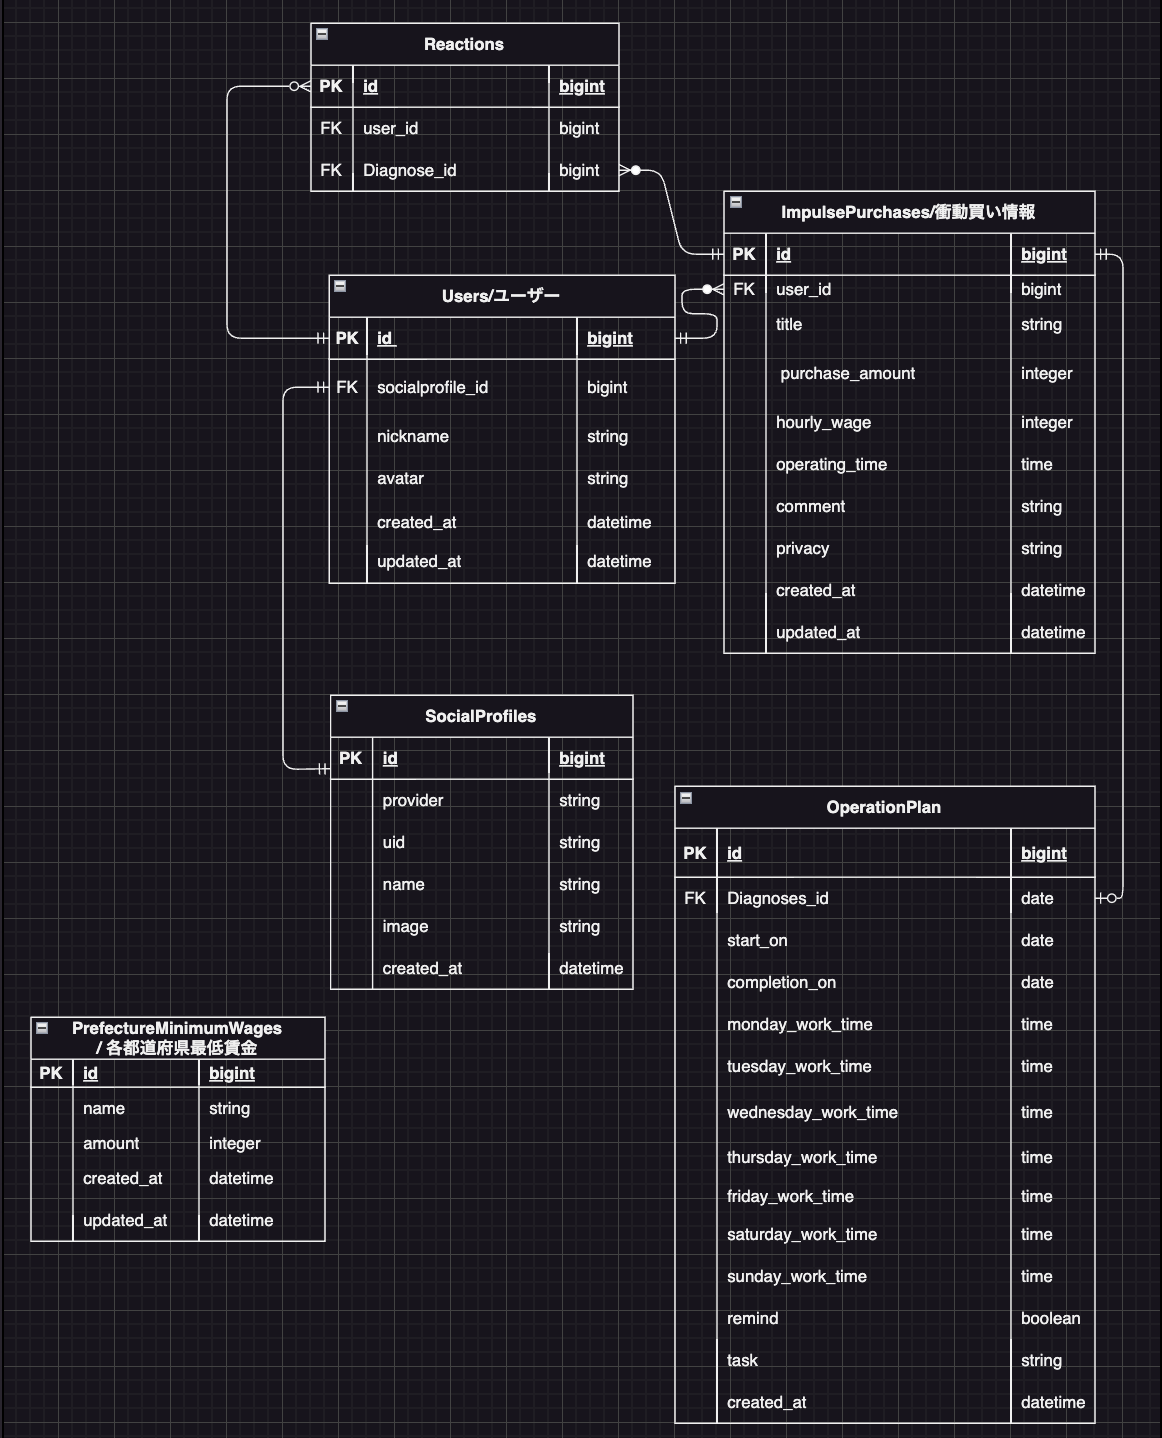 Reactions
PK id bigint
FK user_id bigint
FK Diagnose_id bigint
ImpulsePurchases/衝動買い情報
PK id bigint
FK user_id bigint
title string
purchase_amount integer
hourly_wage integer
operating_time time
comment string
privacy string
created_at datetime
updated_at datetime
Users/ユーザー
PK id bigint
FK socialprofile_id bigint
nickname string
avatar string
created_at datetime
updated_at datetime
SocialProfiles
PK id bigint
provider string
uid string
name string
image string
created_at datetime
OperationPlan
PK id bigint
FK Diagnoses_id date
start_on date
completion_on date
monday_work_time time
tuesday_work_time time
wednesday_work_time time
thursday_work_time time
friday_work_time time
saturday_work_time time
sunday_work_time time
remind boolean
task string
created_at datetime
PrefectureMinimumWages
/ 各都道府県最低賃金
PK id bigint
name string
amount integer
created_at datetime
updated_at datetime